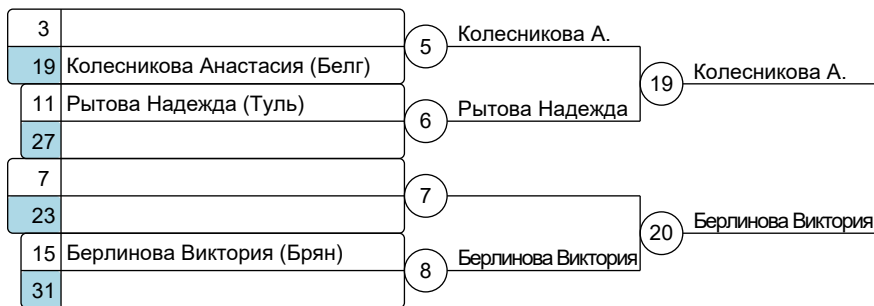 3
5 Колесникова А.
19 Колесникова Анастасия (Белг)
19 Колесникова А.
11 Рытова Надежда (Туль)
6 Рытова Надежда
27
7
7
23
20 Берлинова Виктория
15 Берлинова Виктория (Брян)
8 Берлинова Виктория
31